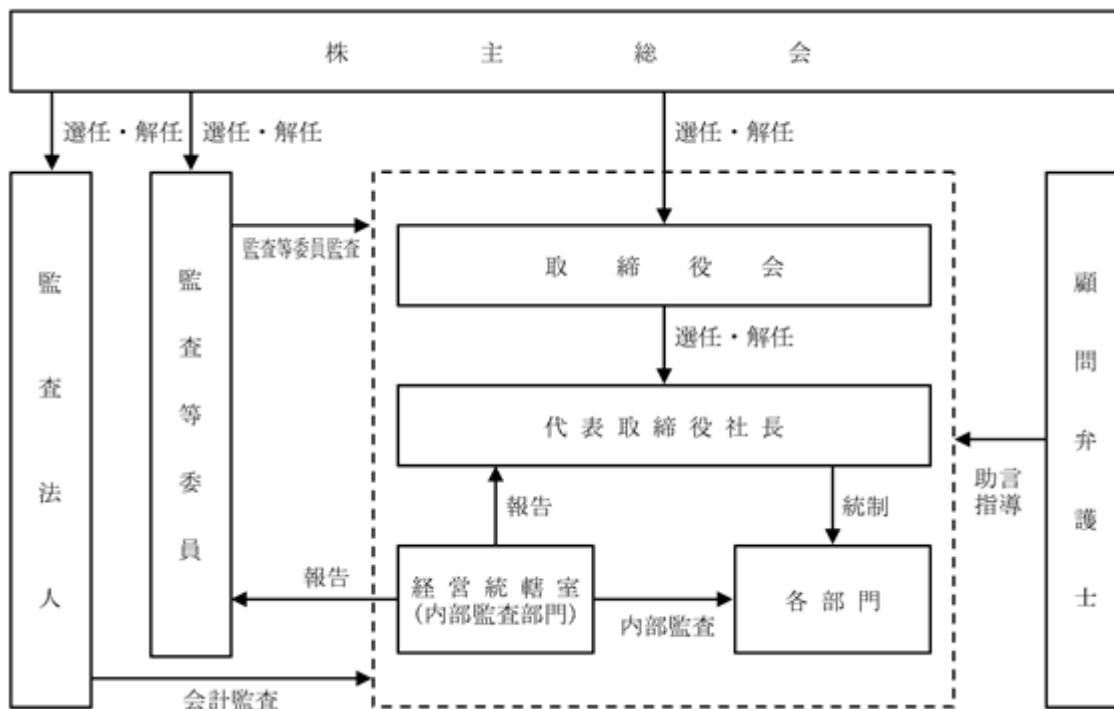 株主総会
選任・解任
選任・解任
選任・解任
監査法人
監査等委員
監査等委員監査
取締役会
選任・解任
代表取締役社長
顧問弁護士
助言
指導
報告
統制
報告
経営統轄室
(内部監査部門)
内部監査
各部門
会計監査